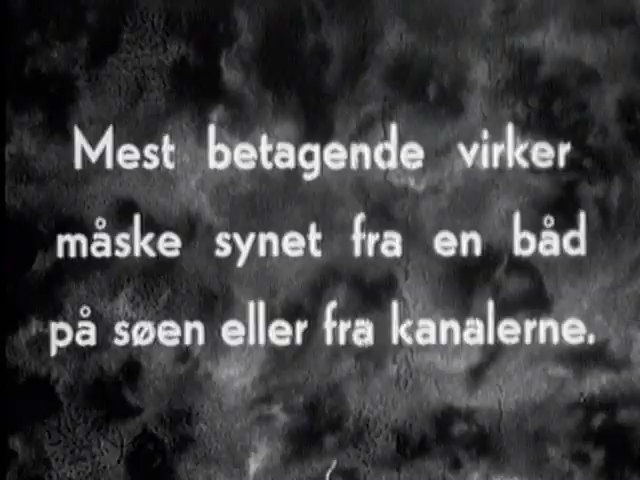 Mest betagende virker
måske synet fra en båd
på søen eller fra kanalerne.